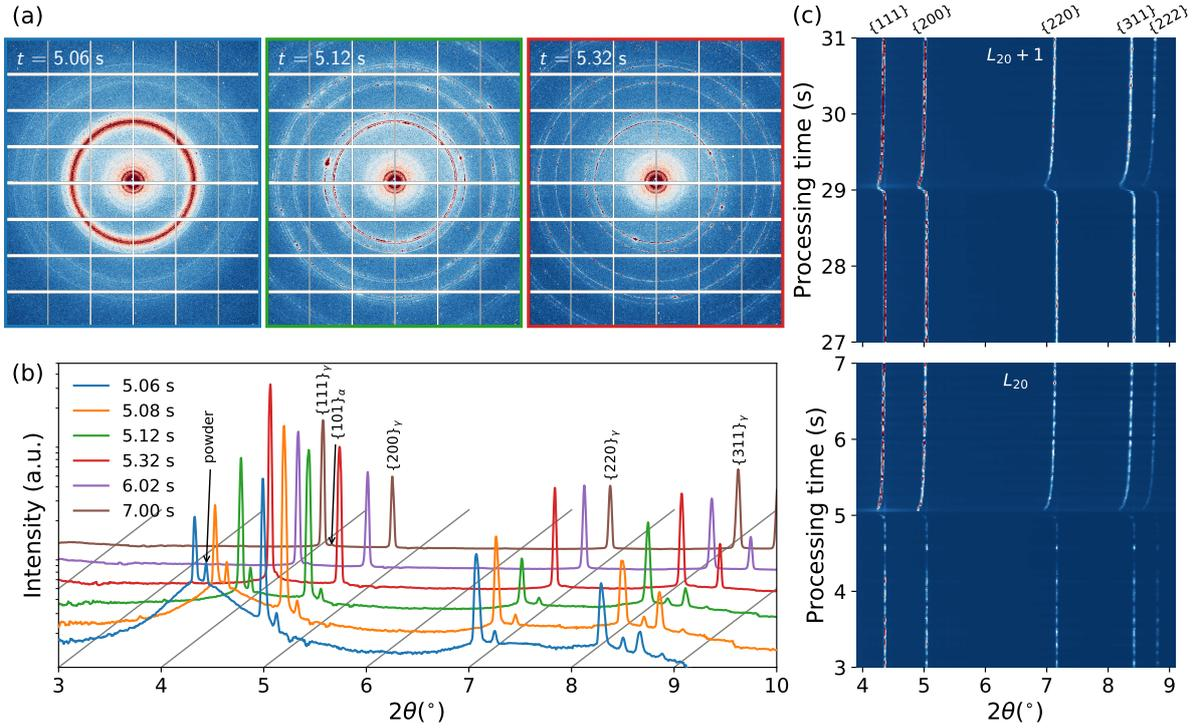 (a)
t = 5.06 s
t = 5.12 s
t = 5.32 s
(b)
Intensity (a.u.)
5.06 s
5.08 s
5.12 s
5.32 s
6.02 s
7.00 s
powder
{111}γ
{101}α
{200}γ
{220}γ
{311}γ
3 4 5 6 7 8 9 10
2θ(°)
(c)
{111} {200} {220} {311} {222}
L20 + 1
Processing time (s)
31
30
29
28
27
L20
Processing time (s)
7
6
5
4
3
4 5 6 7 8 9
2θ(°)